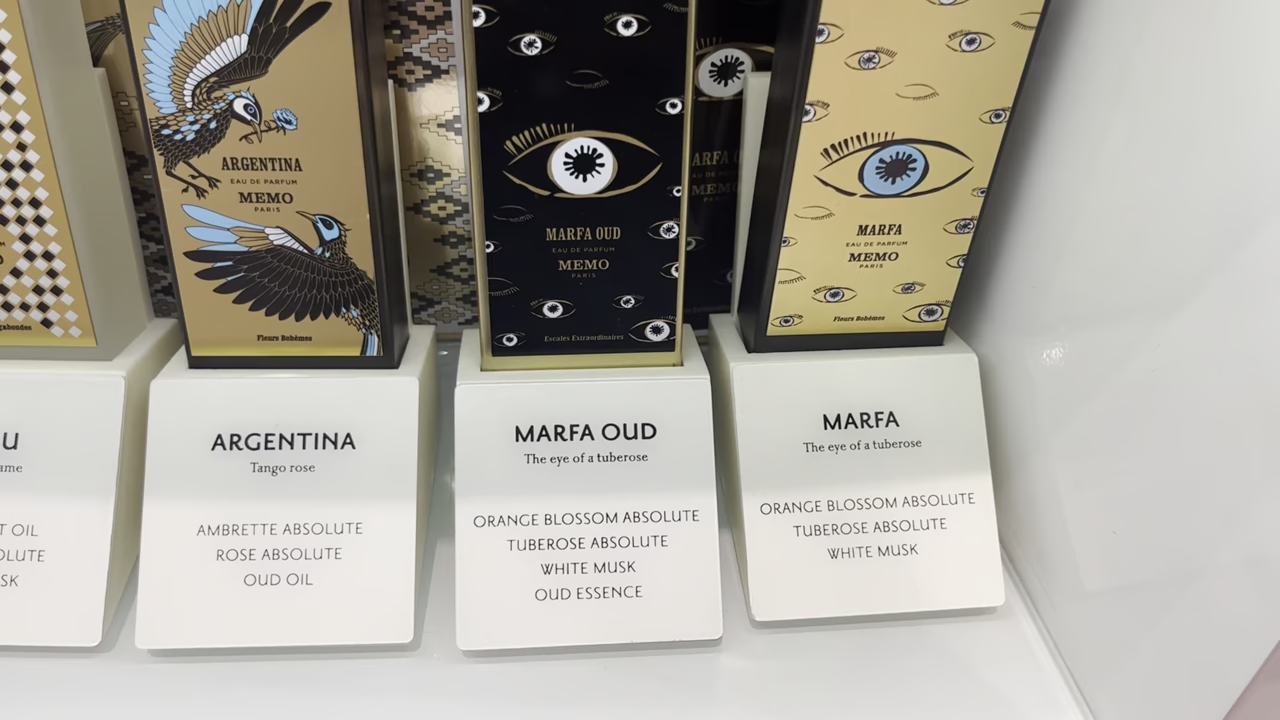 ARGENTINA
EAU DE PARFUM
MEMO
PARIS
Fleurs Bohèmes
MARFA OUD
EAU DE PARFUM
MEMO
PARIS
Escales Extraordinaires
MARFA
EAU DE PARFUM
MEMO
PARIS
Fleurs Bohèmes
ARGENTINA
Tango rose
AMBRETTE ABSOLUTE
ROSE ABSOLUTE
OUD OIL
MARFA OUD
The eye of a tuberose
ORANGE BLOSSOM ABSOLUTE
TUBEROSE ABSOLUTE
WHITE MUSK
OUD ESSENCE
MARFA
The eye of a tuberose
ORANGE BLOSSOM ABSOLUTE
TUBEROSE ABSOLUTE
WHITE MUSK